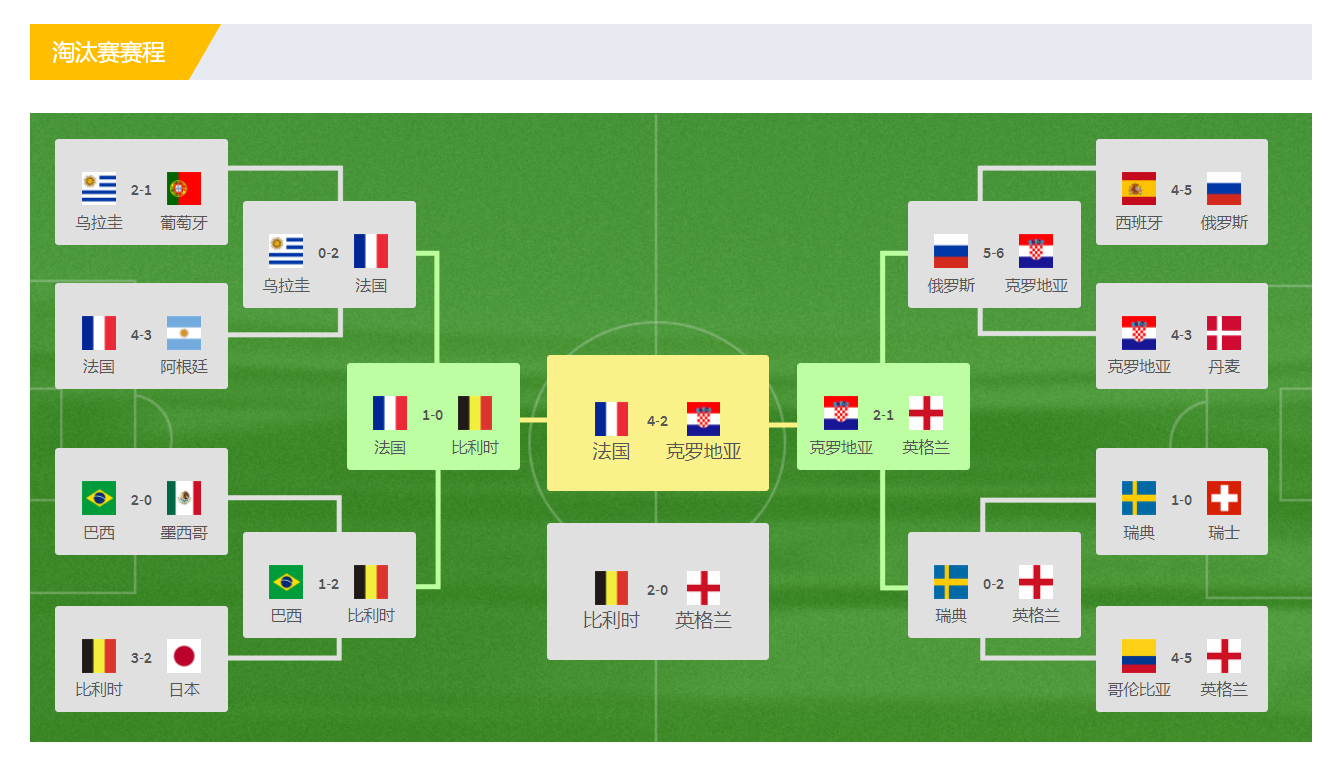 淘汰赛赛程
2-1
乌拉圭 葡萄牙
4-3
法国 阿根廷
2-0
巴西 墨西哥
3-2
比利时 日本
0-2
乌拉圭 法国
1-2
巴西 比利时
1-0
法国 比利时
4-2
法国 克罗地亚
2-0
比利时 英格兰
2-1
克罗地亚 英格兰
5-6
俄罗斯 克罗地亚
0-2
瑞典 英格兰
4-5
西班牙 俄罗斯
4-3
克罗地亚 丹麦
1-0
瑞典 瑞士
4-5
哥伦比亚 英格兰